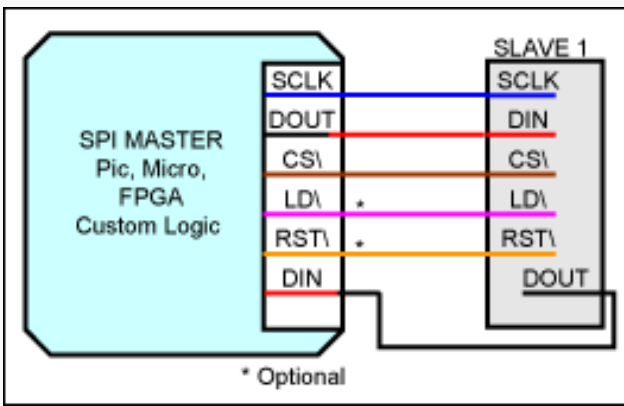 SPI MASTER
Pic, Micro,
FPGA
Custom Logic
SCLK
DOUT
CS\
LD\
RST\
DIN
*
*
SLAVE 1
SCLK
DIN
CS\
LD\
RST\
DOUT
* Optional